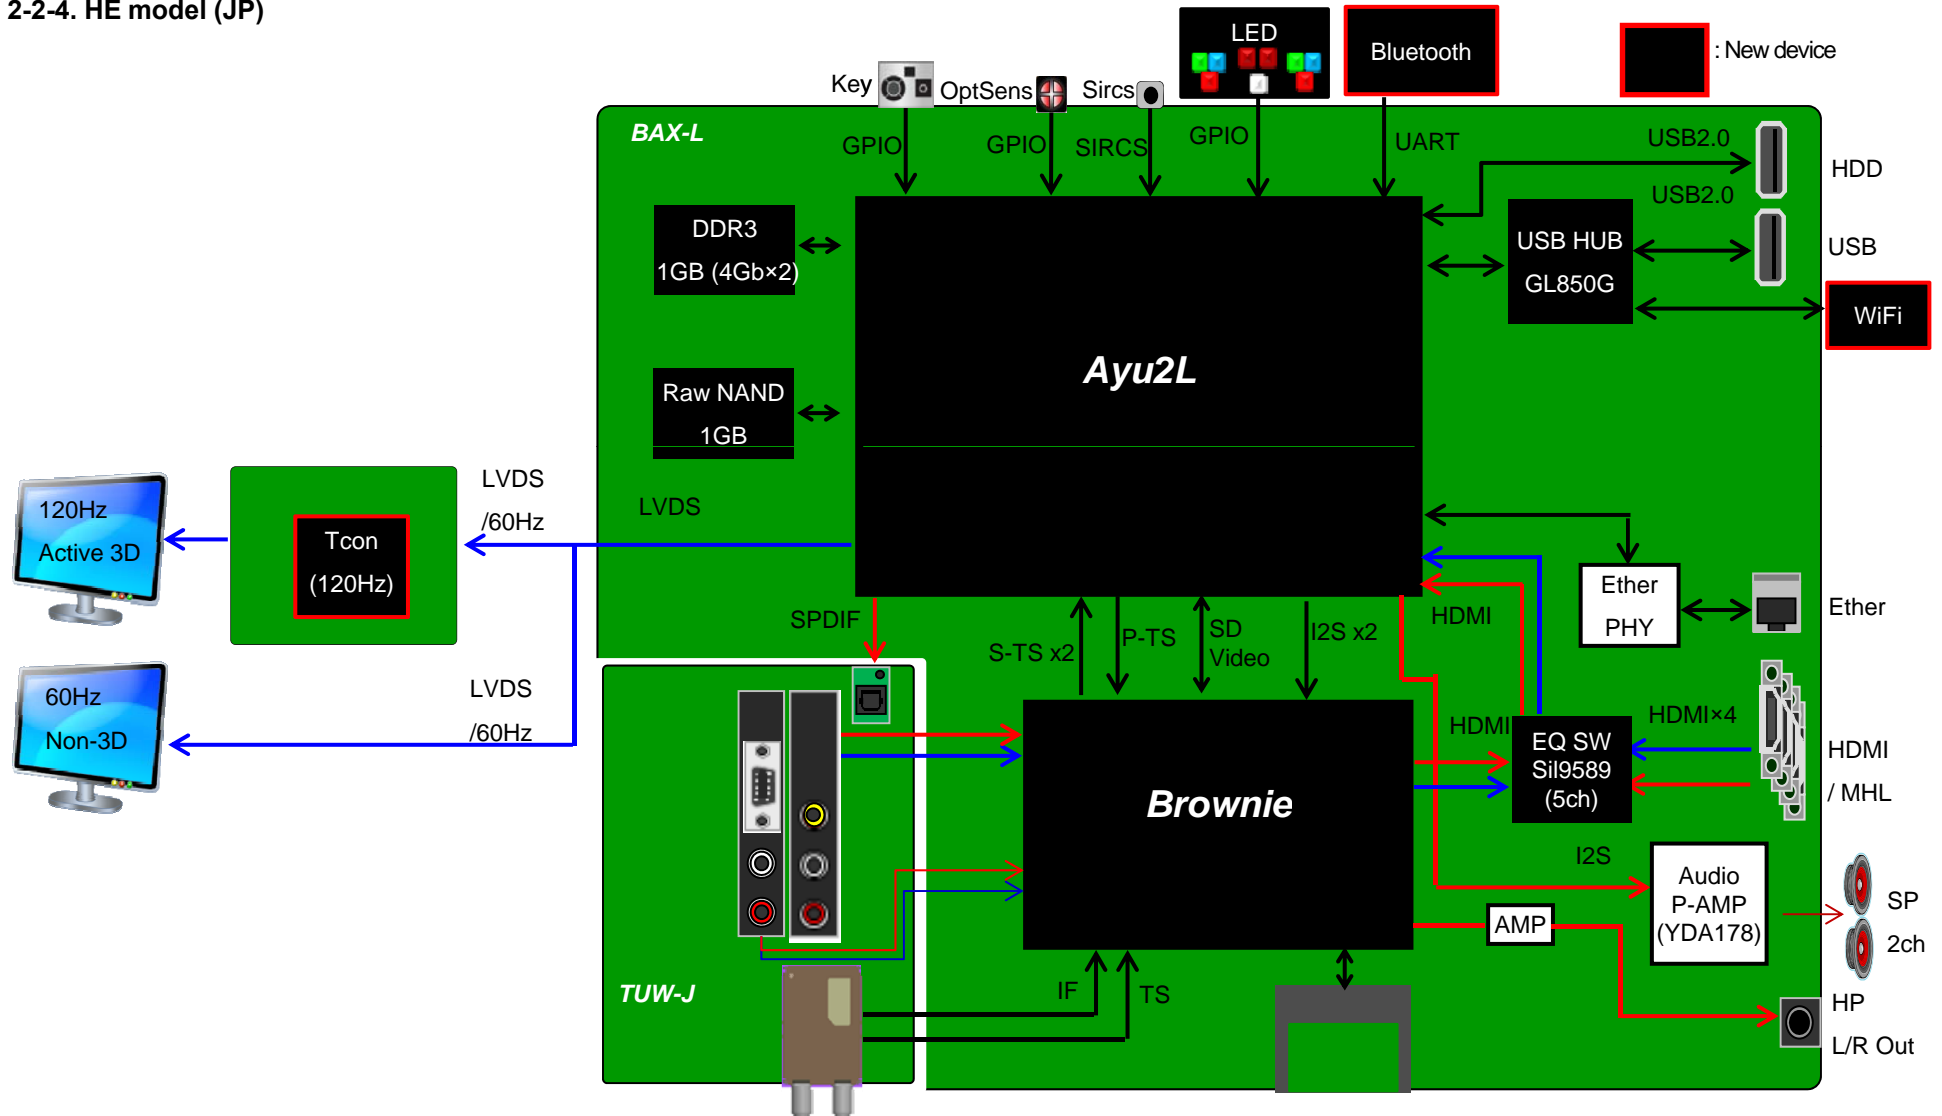 2-2-4. HE model (JP)
LED
Bluetooth
: New device
Key
OptSens
Sircs
BAX-L
GPIO
GPIO
SIRCS
GPIO
UART
USB2.0
HDD
USB2.0
DDR3
1GB (4Gb×2)
USB HUB
GL850G
USB
WiFi
Ayu2L
Raw NAND
1GB
LVDS
/60Hz
LVDS
120Hz
Active 3D
Tcon
(120Hz)
Ether
PHY
Ether
SPDIF
S-TS x2
P-TS
SD
Video
I2S x2
HDMI
LVDS
/60Hz
60Hz
Non-3D
HDMI
HDMI×4
EQ SW
SiI9589
(5ch)
HDMI
/ MHL
Brownie
I2S
Audio
P-AMP
(YDA178)
SP
2ch
AMP
TUW-J
IF
TS
HP
L/R Out